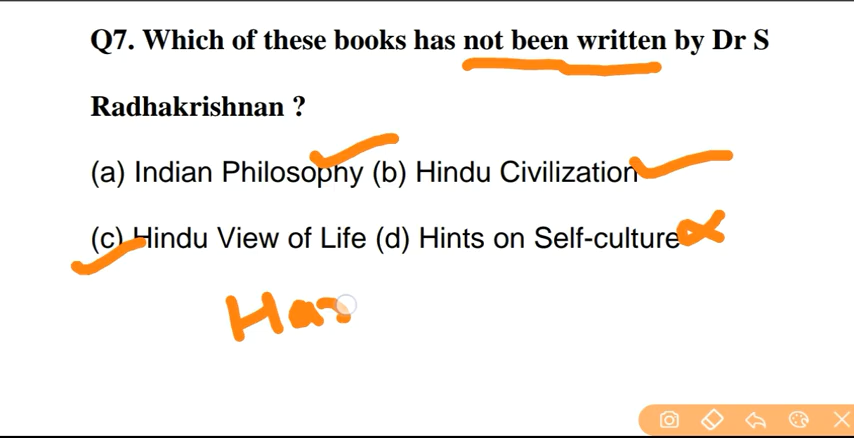 Q7. Which of these books has not been written by Dr S
Radhakrishnan ?
(a) Indian Philosophy (b) Hindu Civilization
(c) Hindu View of Life (d) Hints on Self-culture
Har